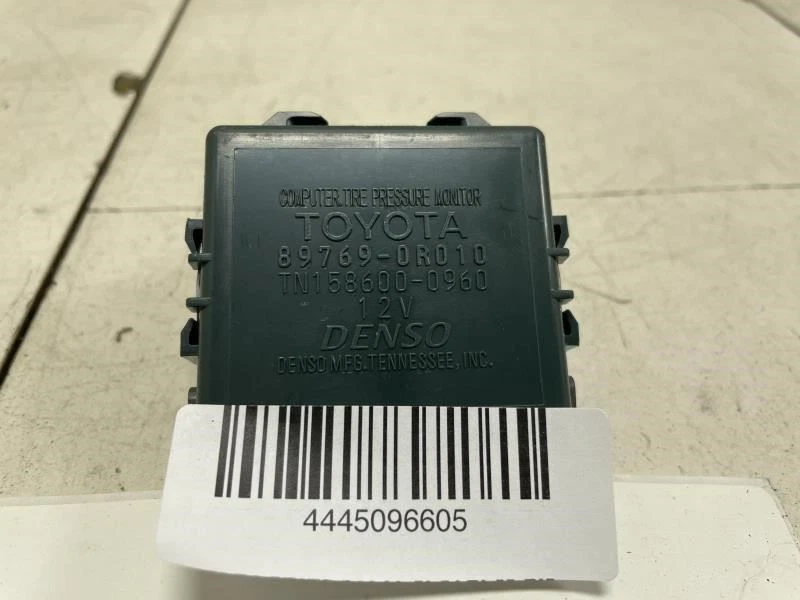 COMPUTER.TIRE PRESSURE MONITOR
TOYOTA
89769-0R010
TN158600-0960
12V
DENSO
DENSO MFG.TENNESSEE, INC.
4445096605